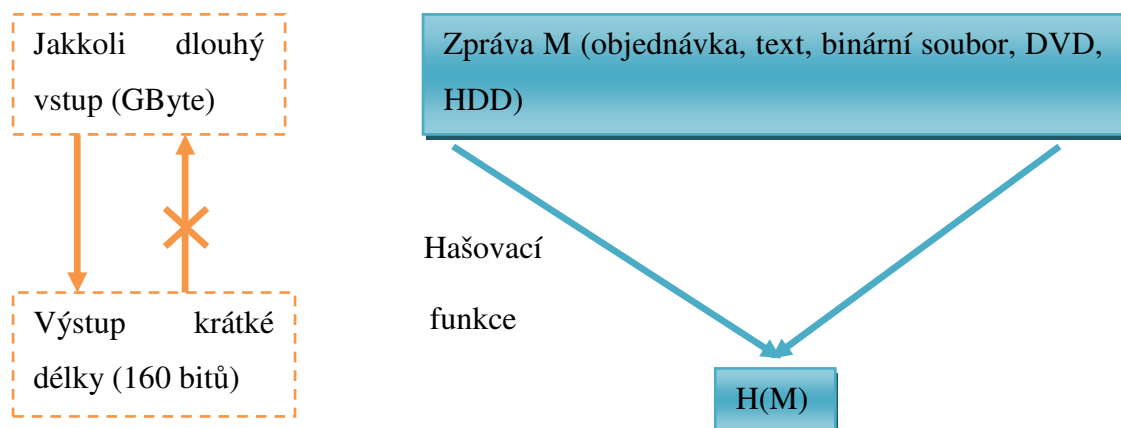 Jakkoli dlouhý
vstup (GByte)
Výstup krátké
délky (160 bitů)
Zpráva M (objednávka, text, binární soubor, DVD,
HDD)
Hašovací
funkce
H(M)